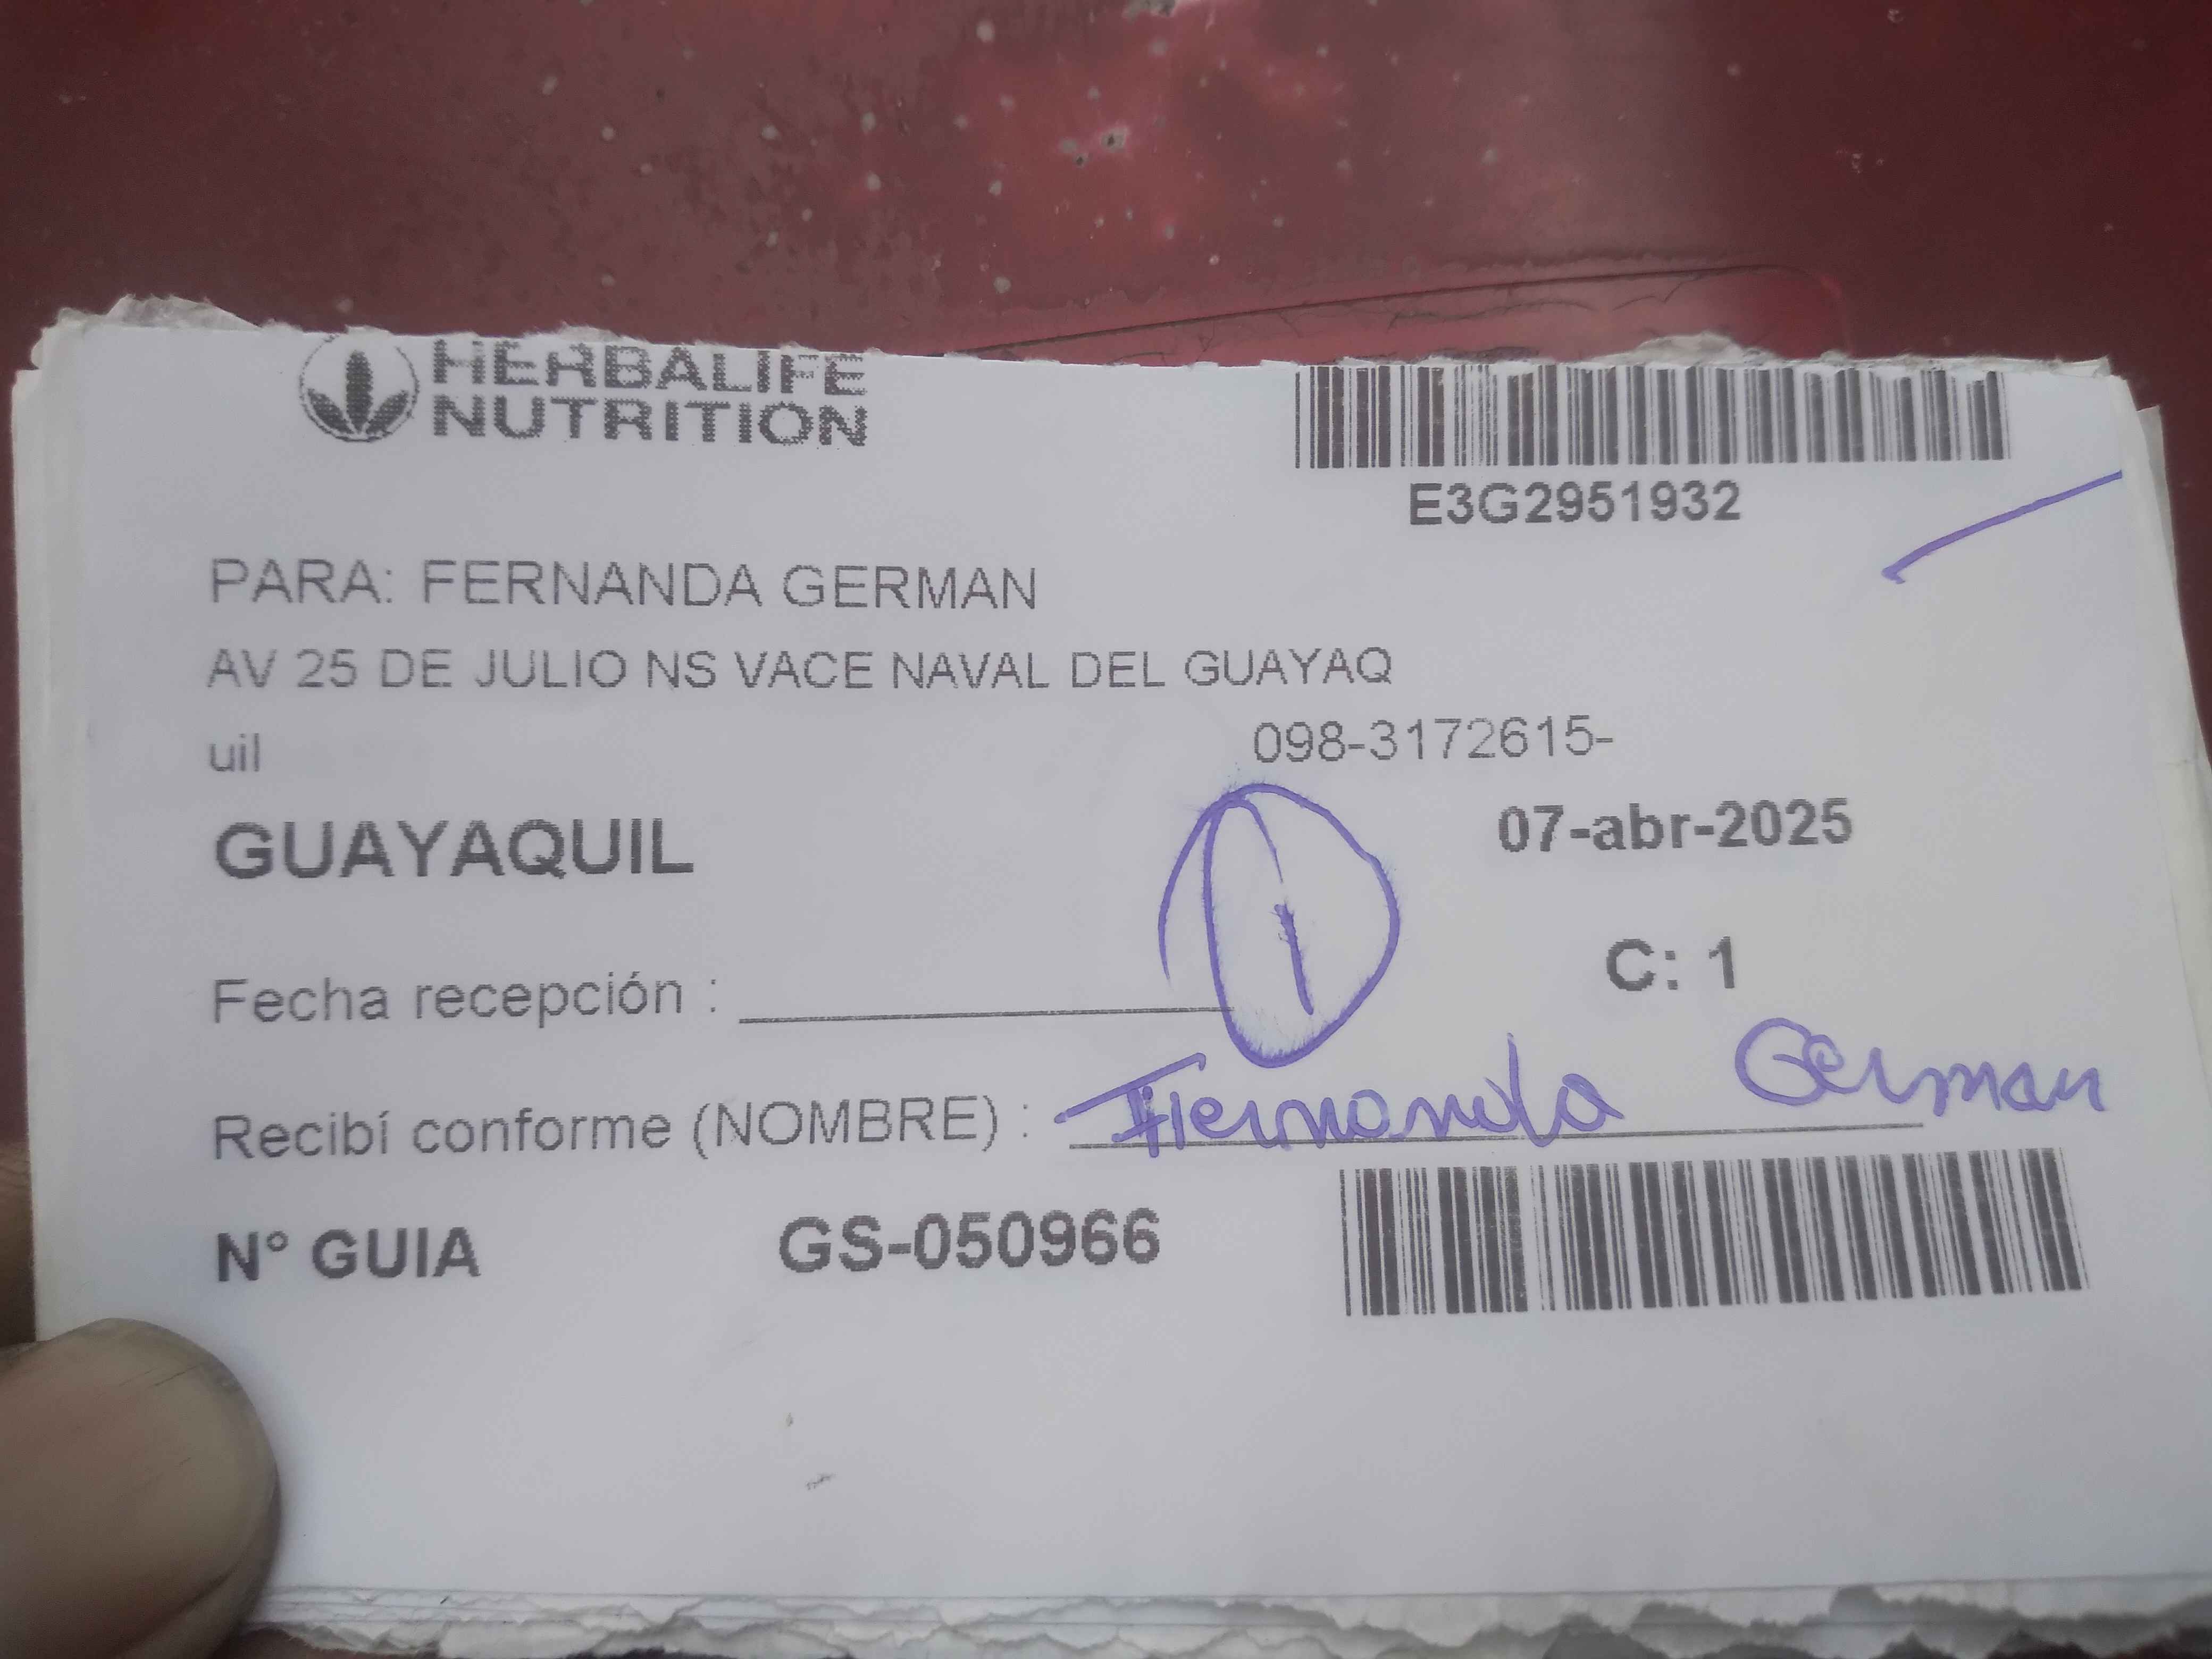 HERBALIFE
NUTRITION
E3G2951932
PARA: FERNANDA GERMAN
AV 25 DE JULIO NS VACE NAVAL DEL GUAYAQ
uil
098-3172615-
GUAYAQUIL
07-abr-2025
1
C: 1
Fecha recepción :
Recibí conforme (NOMBRE) : Fernanda German
N° GUIA GS-050966